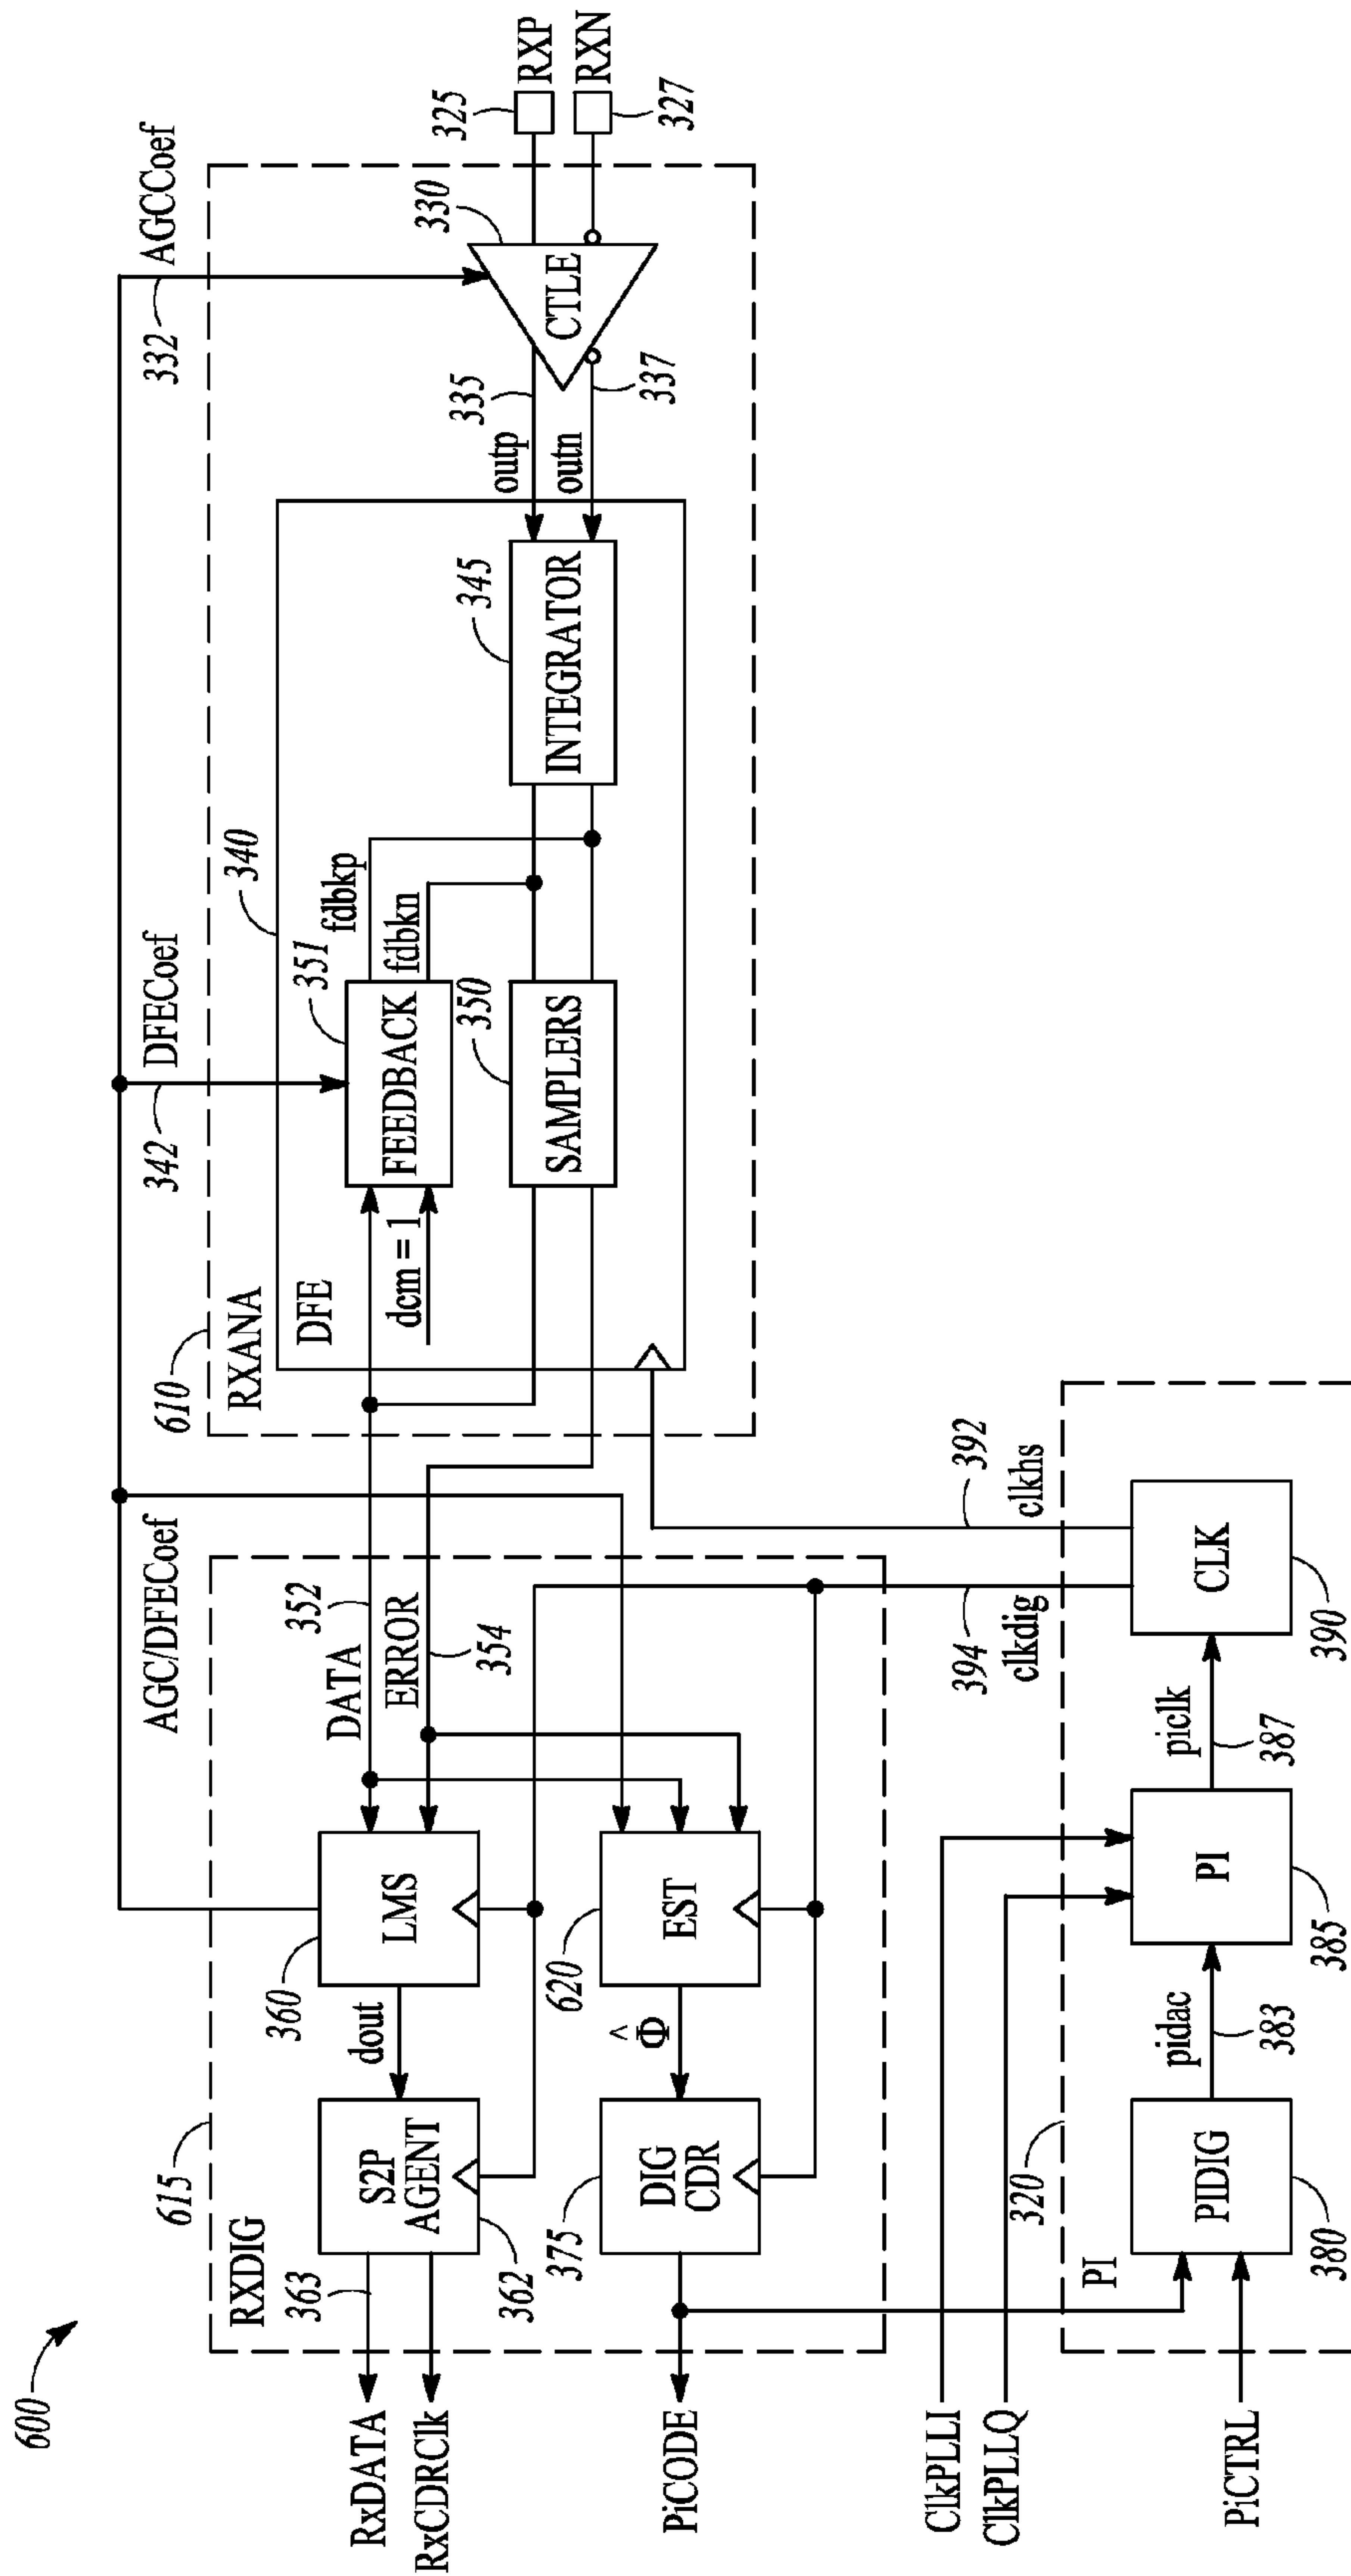 600
RxDATA
RxCDRClk
PiCODE
ClkPLLI
ClkPLLQ
PiCTRL
615
RXDIG
363
S2P
AGENT
362
375
DIG
CDR
dout
Φ̂
360
LMS
620
EST
AGC/DFECoef
DATA
352
ERROR
354
394
clkdig
392
clkhs
320
PI
PIDIG
380
pidac
383
PI
385
piclk
387
CLK
390
610
RXANA
DFE
dcm = 1
342
DFECoef
FEEDBACK
351
340
fdbkp
fdbkn
SAMPLERS
350
INTEGRATOR
345
332
AGCCoef
outp
outn
335
337
CTLE
330
325
RXP
RXN
327